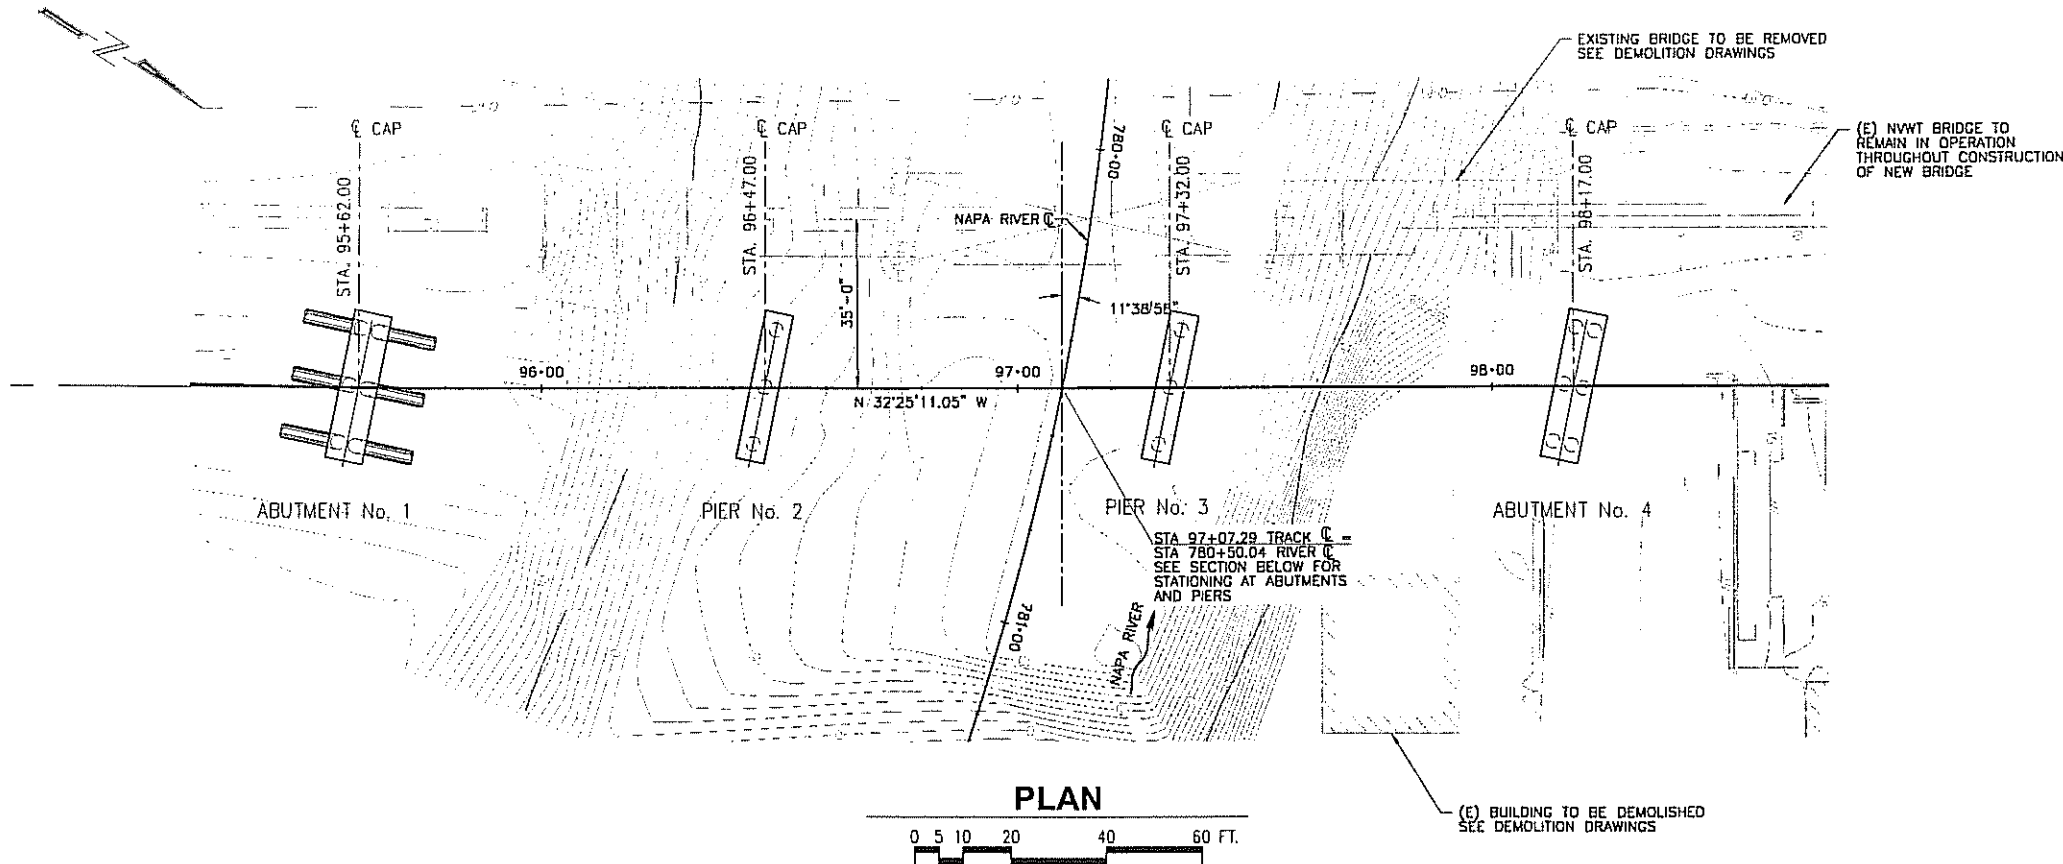 EXISTING BRIDGE TO BE REMOVED
SEE DEMOLITION DRAWINGS
(E) NVWT BRIDGE TO
REMAIN IN OPERATION
THROUGHOUT CONSTRUCTION
OF NEW BRIDGE
℄ CAP
℄ CAP
℄ CAP
℄ CAP
STA. 95+62.00
STA. 96+47.00
STA. 97+32.00
STA. 98+17.00
780+00
NAPA RIVER ℄
35'-0"
96+00
97+00
98+00
N 32°25'11.05" W
ABUTMENT No. 1
PIER No. 2
PIER No. 3
ABUTMENT No. 4
STA 97+07.29 TRACK ℄ =
STA 780+50.04 RIVER ℄
SEE SECTION BELOW FOR
STATIONING AT ABUTMENTS
AND PIERS
781+00
NAPA RIVER
PLAN
0 5 10 20 40 60 FT.
(E) BUILDING TO BE DEMOLISHED
SEE DEMOLITION DRAWINGS